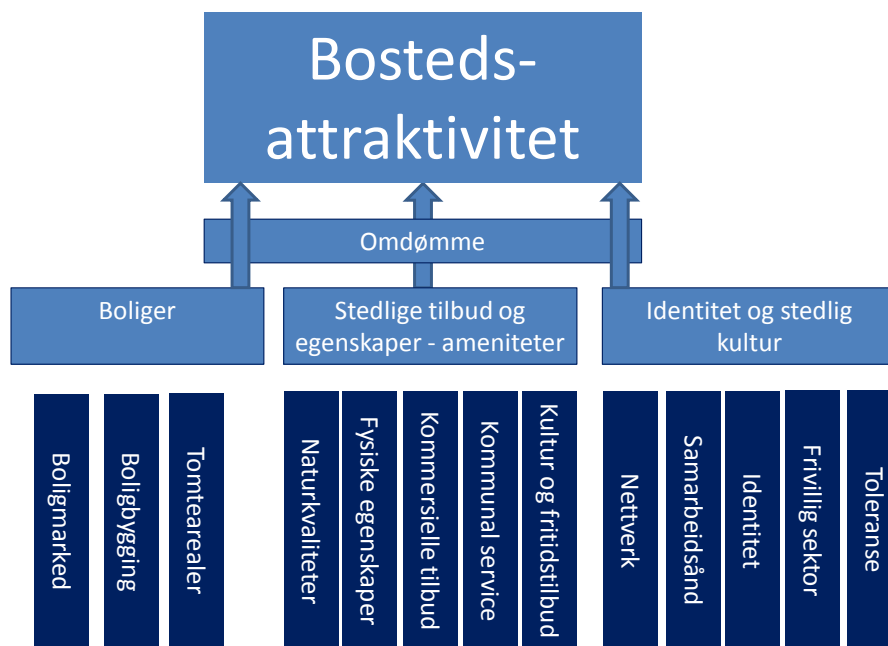 Bosteds-
attraktivitet
Omdømme
Boliger
Stedlige tilbud og
egenskaper - ameniteter
Identitet og stedlig
kultur
Boligmarked
Boligbygging
Tomtearealer
Naturkvaliteter
Fysiske egenskaper
Kommersielle tilbud
Kommunal service
Kultur og fritidstilbud
Nettverk
Samarbeidsånd
Identitet
Frivillig sektor
Toleranse